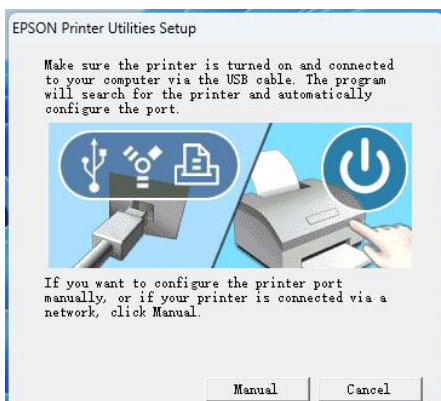 EPSON Printer Utilities Setup
Make sure the printer is turned on and connected
to your computer via the USB cable. The program
will search for the printer and automatically
configure the port.
If you want to configure the printer port
manually, or if your printer is connected via a
network, click Manual.
Manual
Cancel